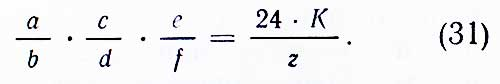 a/b · c/d · e/f = 24 · K / z . (31)